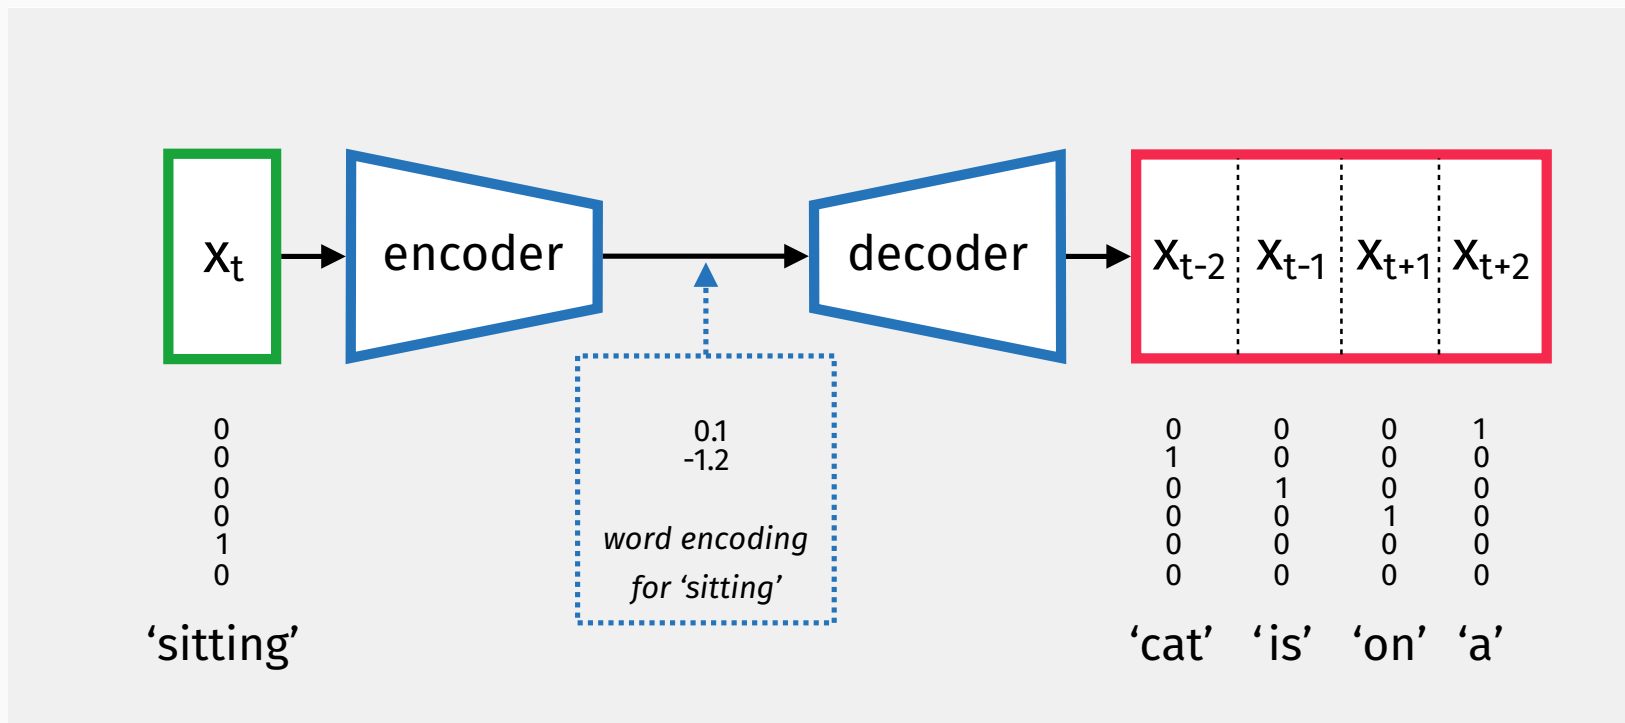 xt encoder decoder xt-2 xt-1 xt+1 xt+2
0 0.1 0 0 0 1
0 -1.2 1 0 0 0
0 0 1 0 0
0 0 0 1 0
1 word encoding 0 0 0 0
0 for ‘sitting’ 0 0 0 0
‘sitting’ ‘cat’ ‘is’ ‘on’ ‘a’